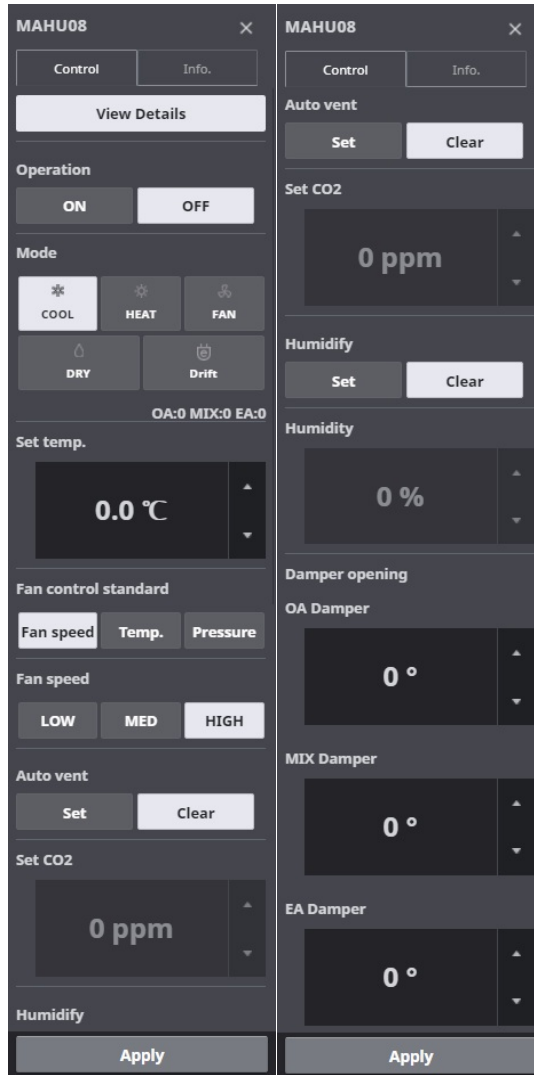 MAHU08 ×
Control Info.
View Details
Operation
ON OFF
Mode
COOL HEAT FAN
DRY Drift
OA:0 MIX:0 EA:0
Set temp.
0.0 ℃
Fan control standard
Fan speed Temp. Pressure
Fan speed
LOW MED HIGH
Auto vent
Set Clear
Set CO2
0 ppm
Humidify
Apply
MAHU08 ×
Control Info.
Auto vent
Set Clear
Set CO2
0 ppm
Humidify
Set Clear
Humidity
0 %
Damper opening
OA Damper
0 °
MIX Damper
0 °
EA Damper
0 °
Apply